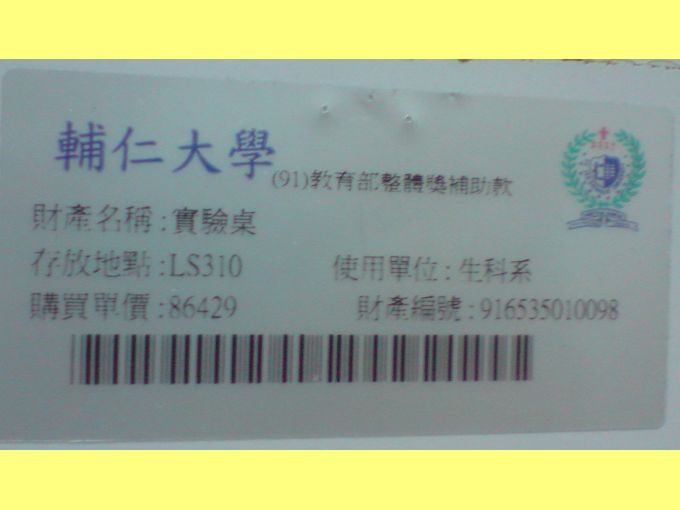 輔仁大學
(91)教育部整體獎補助款
財產名稱:實驗桌
存放地點:LS310 使用單位:生科系
購買單價:86429 財產編號:916535010098